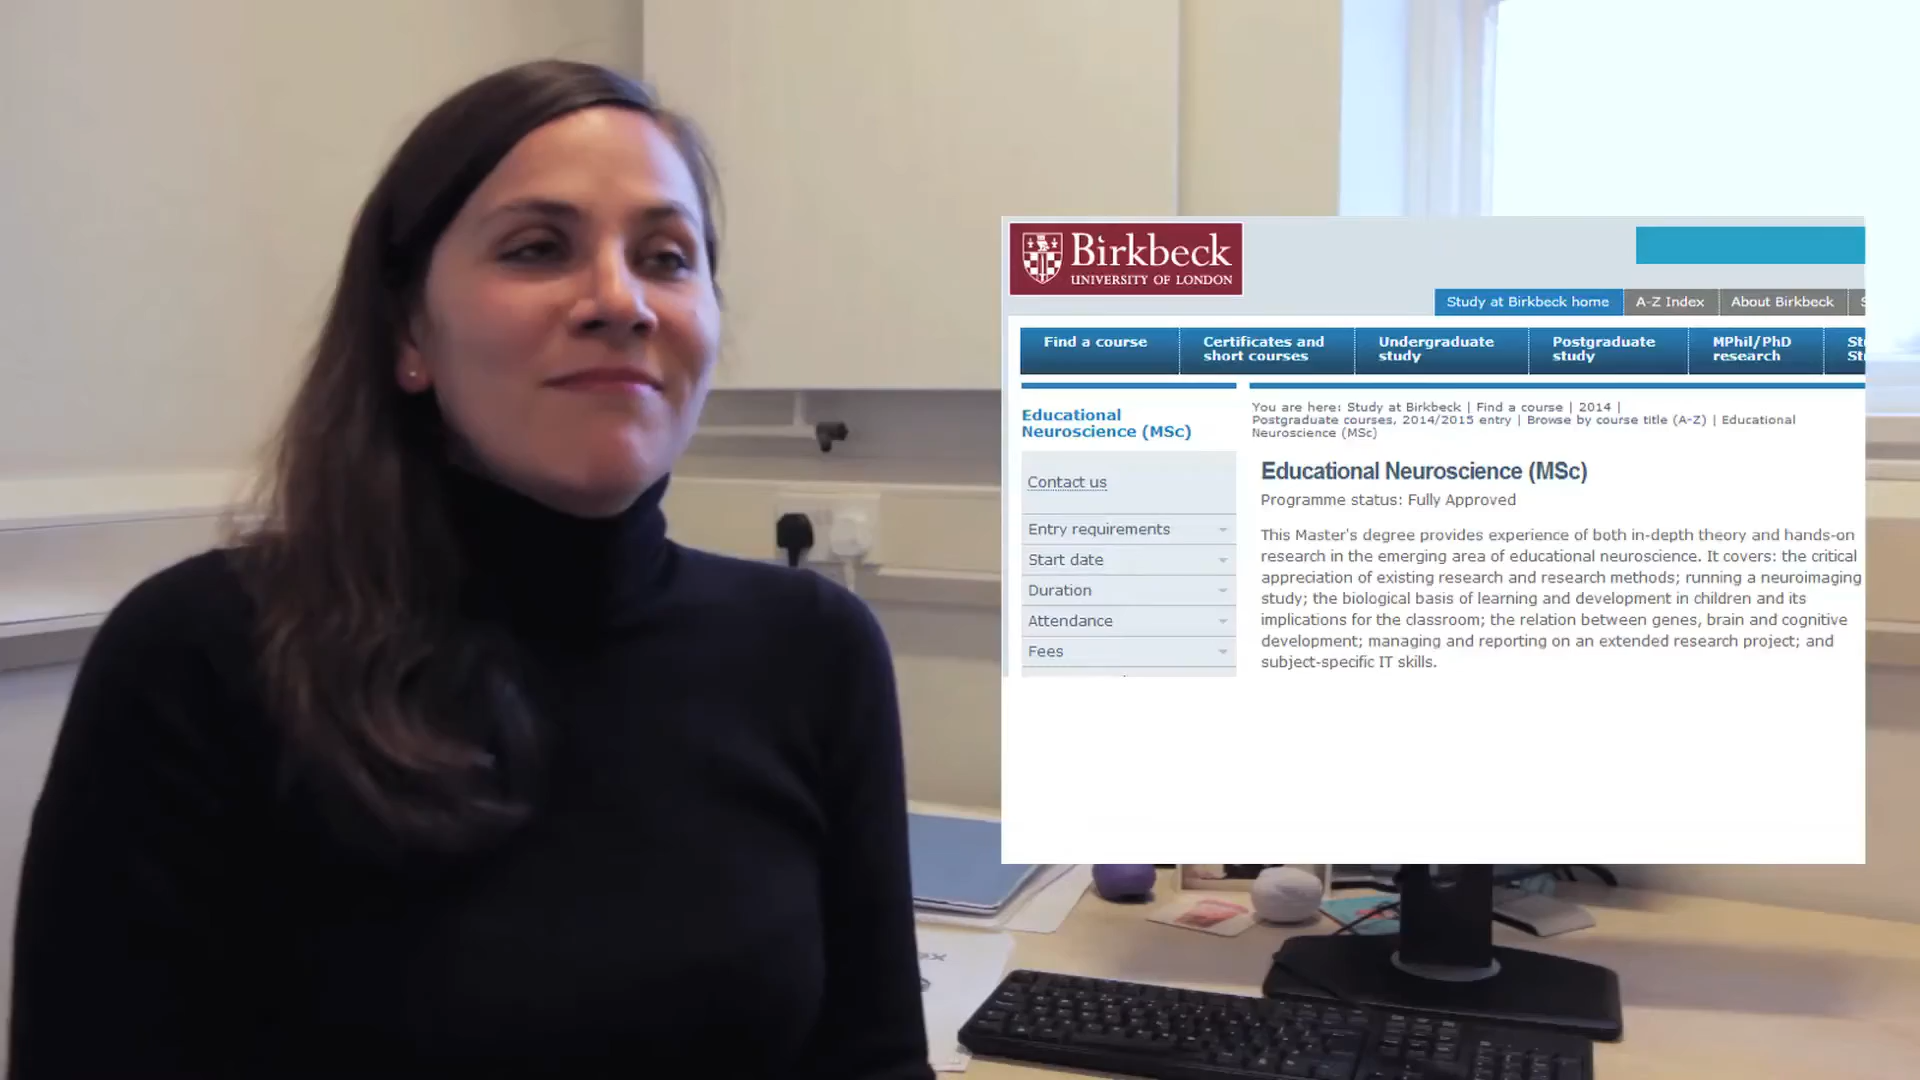 Birkbeck
UNIVERSITY OF LONDON
Study at Birkbeck home
A-Z Index
About Birkbeck
Find a course
Certificates and
short courses
Undergraduate
study
Postgraduate
study
MPhil/PhD
research
Educational
Neuroscience (MSc)
Contact us
Entry requirements
Start date
Duration
Attendance
Fees
You are here: Study at Birkbeck | Find a course | 2014 |
Postgraduate courses, 2014/2015 entry | Browse by course title (A-Z) | Educational
Neuroscience (MSc)
Educational Neuroscience (MSc)
Programme status: Fully Approved
This Master's degree provides experience of both in-depth theory and hands-on
research in the emerging area of educational neuroscience. It covers: the critical
appreciation of existing research and research methods; running a neuroimaging
study; the biological basis of learning and development in children and its
implications for the classroom; the relation between genes, brain and cognitive
development; managing and reporting on an extended research project; and
subject-specific IT skills.